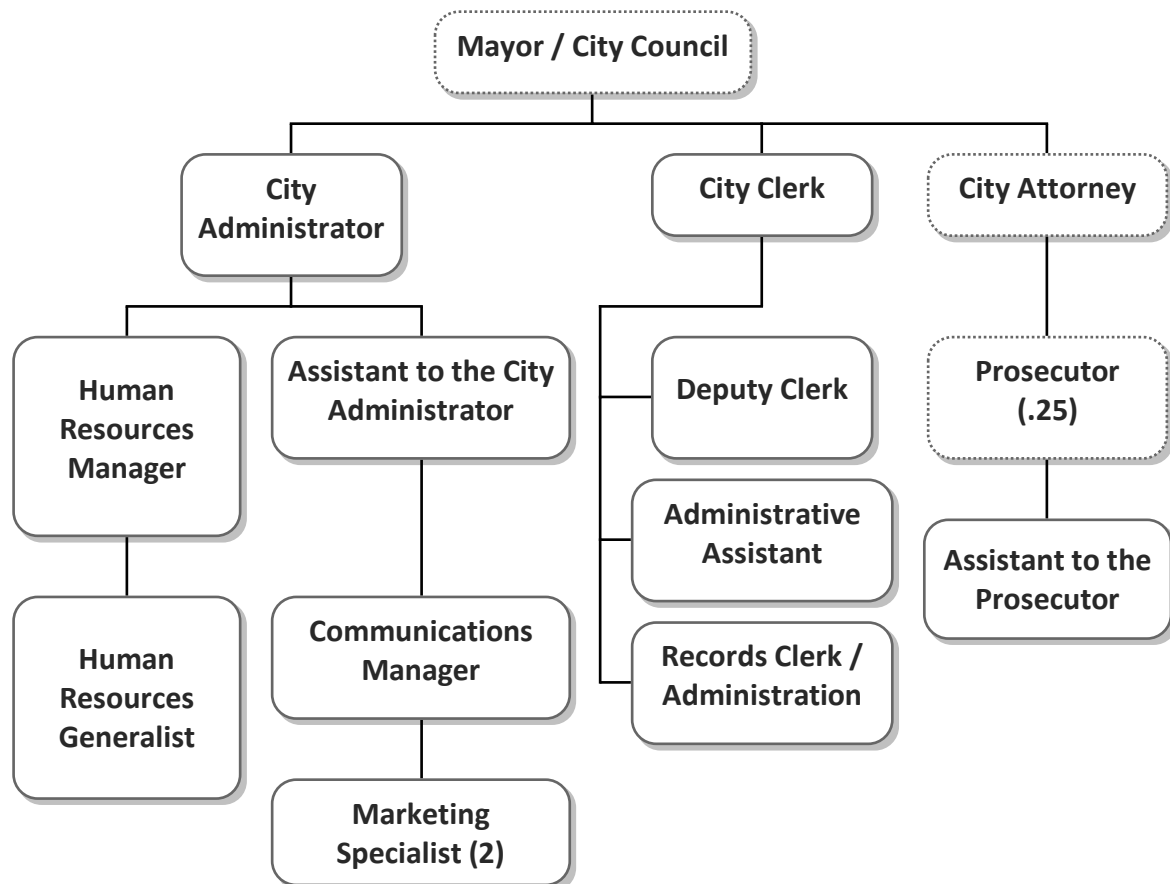 Mayor / City Council
City
Administrator
City Clerk
City Attorney
Human
Resources
Manager
Assistant to the City
Administrator
Deputy Clerk
Prosecutor
(.25)
Administrative
Assistant
Assistant to the
Prosecutor
Human
Resources
Generalist
Communications
Manager
Records Clerk /
Administration
Marketing
Specialist (2)